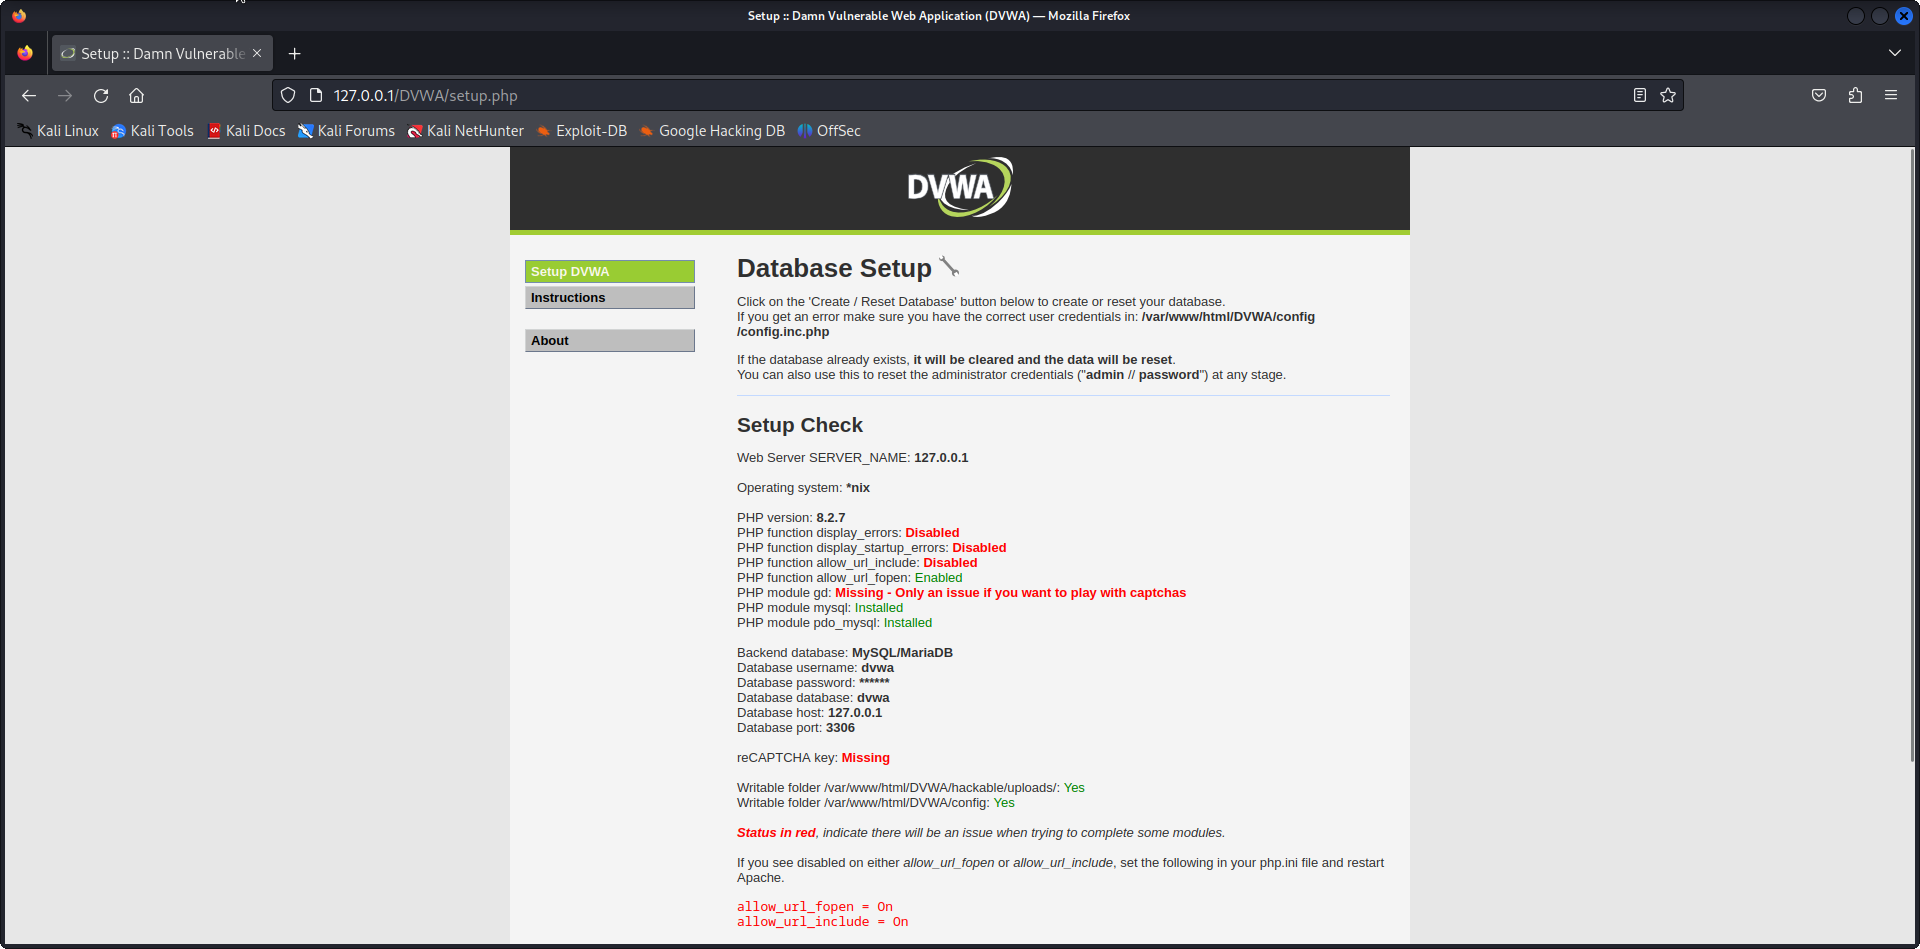 Setup :: Damn Vulnerable Web Application (DVWA) — Mozilla Firefox
Setup :: Damn Vulnerable
127.0.0.1/DVWA/setup.php
Kali Linux Kali Tools Kali Docs Kali Forums Kali NetHunter Exploit-DB Google Hacking DB OffSec
DVWA
Setup DVWA
Instructions
About
Database Setup
Click on the 'Create / Reset Database' button below to create or reset your database.
If you get an error make sure you have the correct user credentials in: /var/www/html/DVWA/config
/config.inc.php
If the database already exists, it will be cleared and the data will be reset.
You can also use this to reset the administrator credentials ("admin // password") at any stage.
Setup Check
Web Server SERVER_NAME: 127.0.0.1
Operating system: *nix
PHP version: 8.2.7
PHP function display_errors: Disabled
PHP function display_startup_errors: Disabled
PHP function allow_url_include: Disabled
PHP function allow_url_fopen: Enabled
PHP module gd: Missing - Only an issue if you want to play with captchas
PHP module mysql: Installed
PHP module pdo_mysql: Installed
Backend database: MySQL/MariaDB
Database username: dvwa
Database password: ******
Database database: dvwa
Database host: 127.0.0.1
Database port: 3306
reCAPTCHA key: Missing
Writable folder /var/www/html/DVWA/hackable/uploads/: Yes
Writable folder /var/www/html/DVWA/config: Yes
Status in red, indicate there will be an issue when trying to complete some modules.
If you see disabled on either allow_url_fopen or allow_url_include, set the following in your php.ini file and restart
Apache.
allow_url_fopen = On
allow_url_include = On